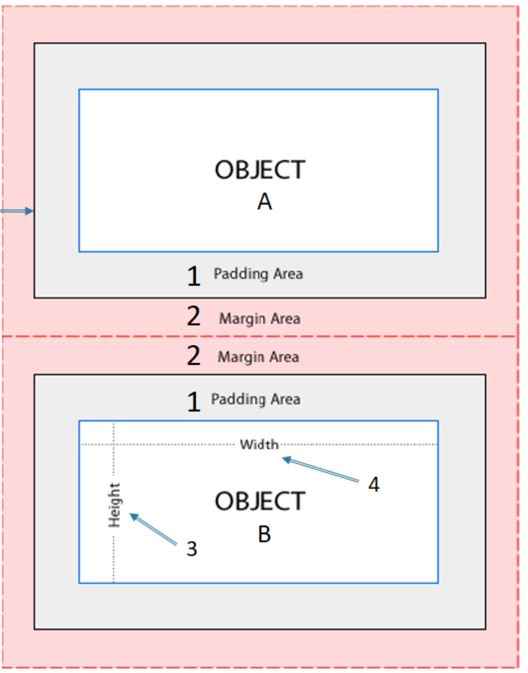 OBJECT
A
1 Padding Area
2 Margin Area
2 Margin Area
1 Padding Area
Width
4
Height
OBJECT
B
3